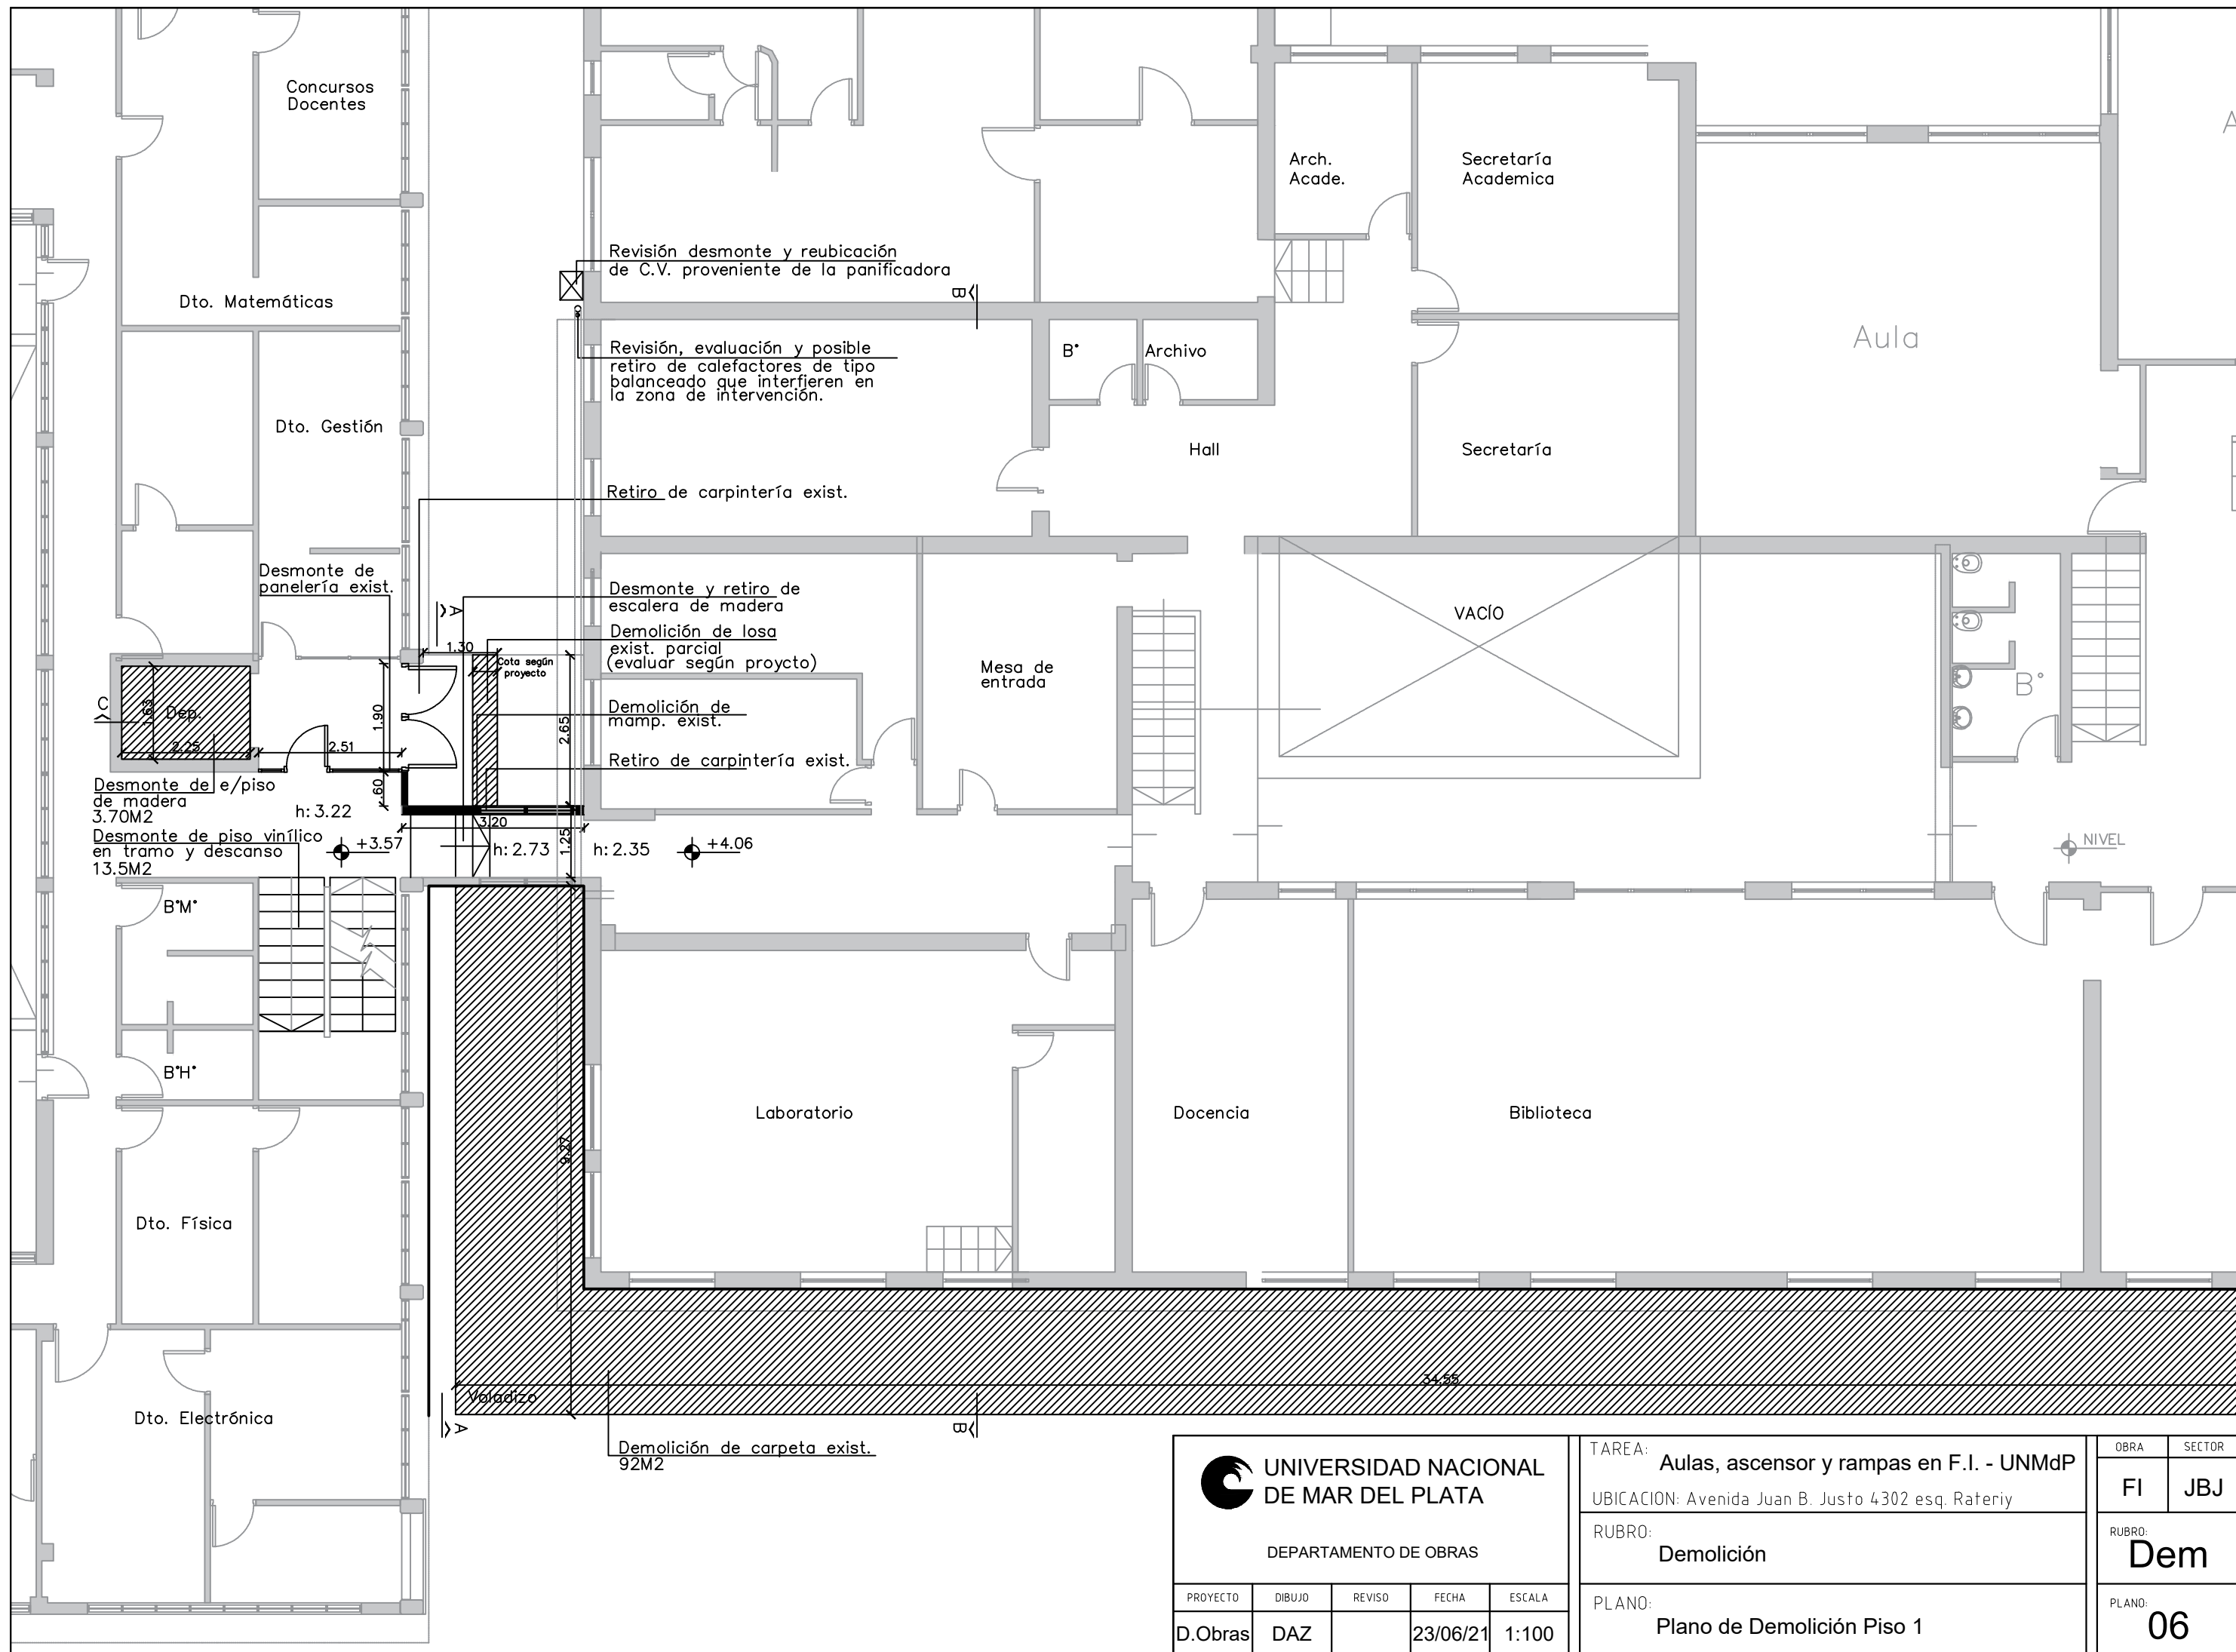 Concursos
Docentes
Arch.
Acade.
Secretaría
Academica
Revisión desmonte y reubicación
de C.V. proveniente de la panificadora
B
Dto. Matemáticas
Aula
Revisión, evaluación y posible
retiro de calefactores de tipo
balanceado que interfieren en
la zona de intervención.
B°
Archivo
Dto. Gestión
Hall
Secretaría
Retiro de carpintería exist.
Desmonte de
panelería exist.
Desmonte y retiro de
escalera de madera
A
VACÍO
Demolición de losa
exist. parcial
(evaluar según proycto)
1.30
Cota según
proyecto
Mesa de
entrada
B°
C
Dep.
1.63
2.25
1.90
2.51
2.65
Demolición de
mamp. exist.
Retiro de carpintería exist.
Desmonte de e/piso
de madera
3.70M2
.60
h: 3.22
3.20
Desmonte de piso vinílico
en tramo y descanso
13.5M2
+3.57
h: 2.73
1.25
h: 2.35
+4.06
NIVEL
B°M°
B°H°
Laboratorio
Docencia
Biblioteca
9.27
Dto. Física
34.55
Voladizo
Dto. Electrónica
A
B
Demolición de carpeta exist.
92M2
UNIVERSIDAD NACIONAL
DE MAR DEL PLATA
DEPARTAMENTO DE OBRAS
PROYECTO
DIBUJO
REVISO
FECHA
ESCALA
D.Obras
DAZ
23/06/21
1:100
TAREA:
Aulas, ascensor y rampas en F.I. - UNMdP
UBICACION: Avenida Juan B. Justo 4302 esq. Rateriy
RUBRO:
Demolición
PLANO:
Plano de Demolición Piso 1
OBRA
SECTOR
FI
JBJ
RUBRO:
Dem
PLANO:
06